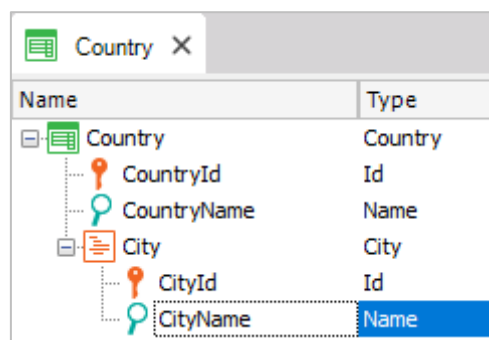 Country
Name Type
Country Country
CountryId Id
CountryName Name
City City
CityId Id
CityName Name